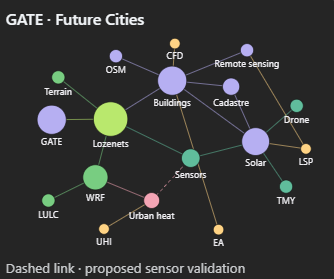 GATE · Future Cities
CFD
OSM
Remote sensing
Terrain
Buildings
Cadastre
Drone
GATE
Lozenets
Solar
LSP
Sensors
WRF
TMY
LULC
Urban heat
UHI
EA
Dashed link · proposed sensor validation